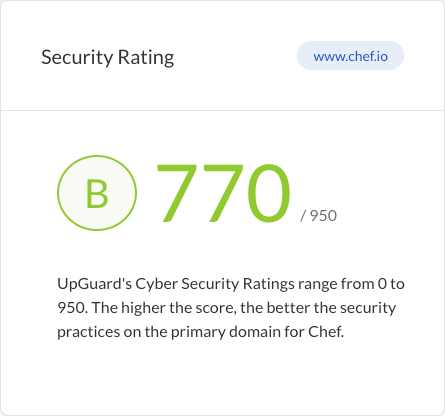 Security Rating
www.chef.io
B
770
/ 950
UpGuard's Cyber Security Ratings range from 0 to
950. The higher the score, the better the security
practices on the primary domain for Chef.